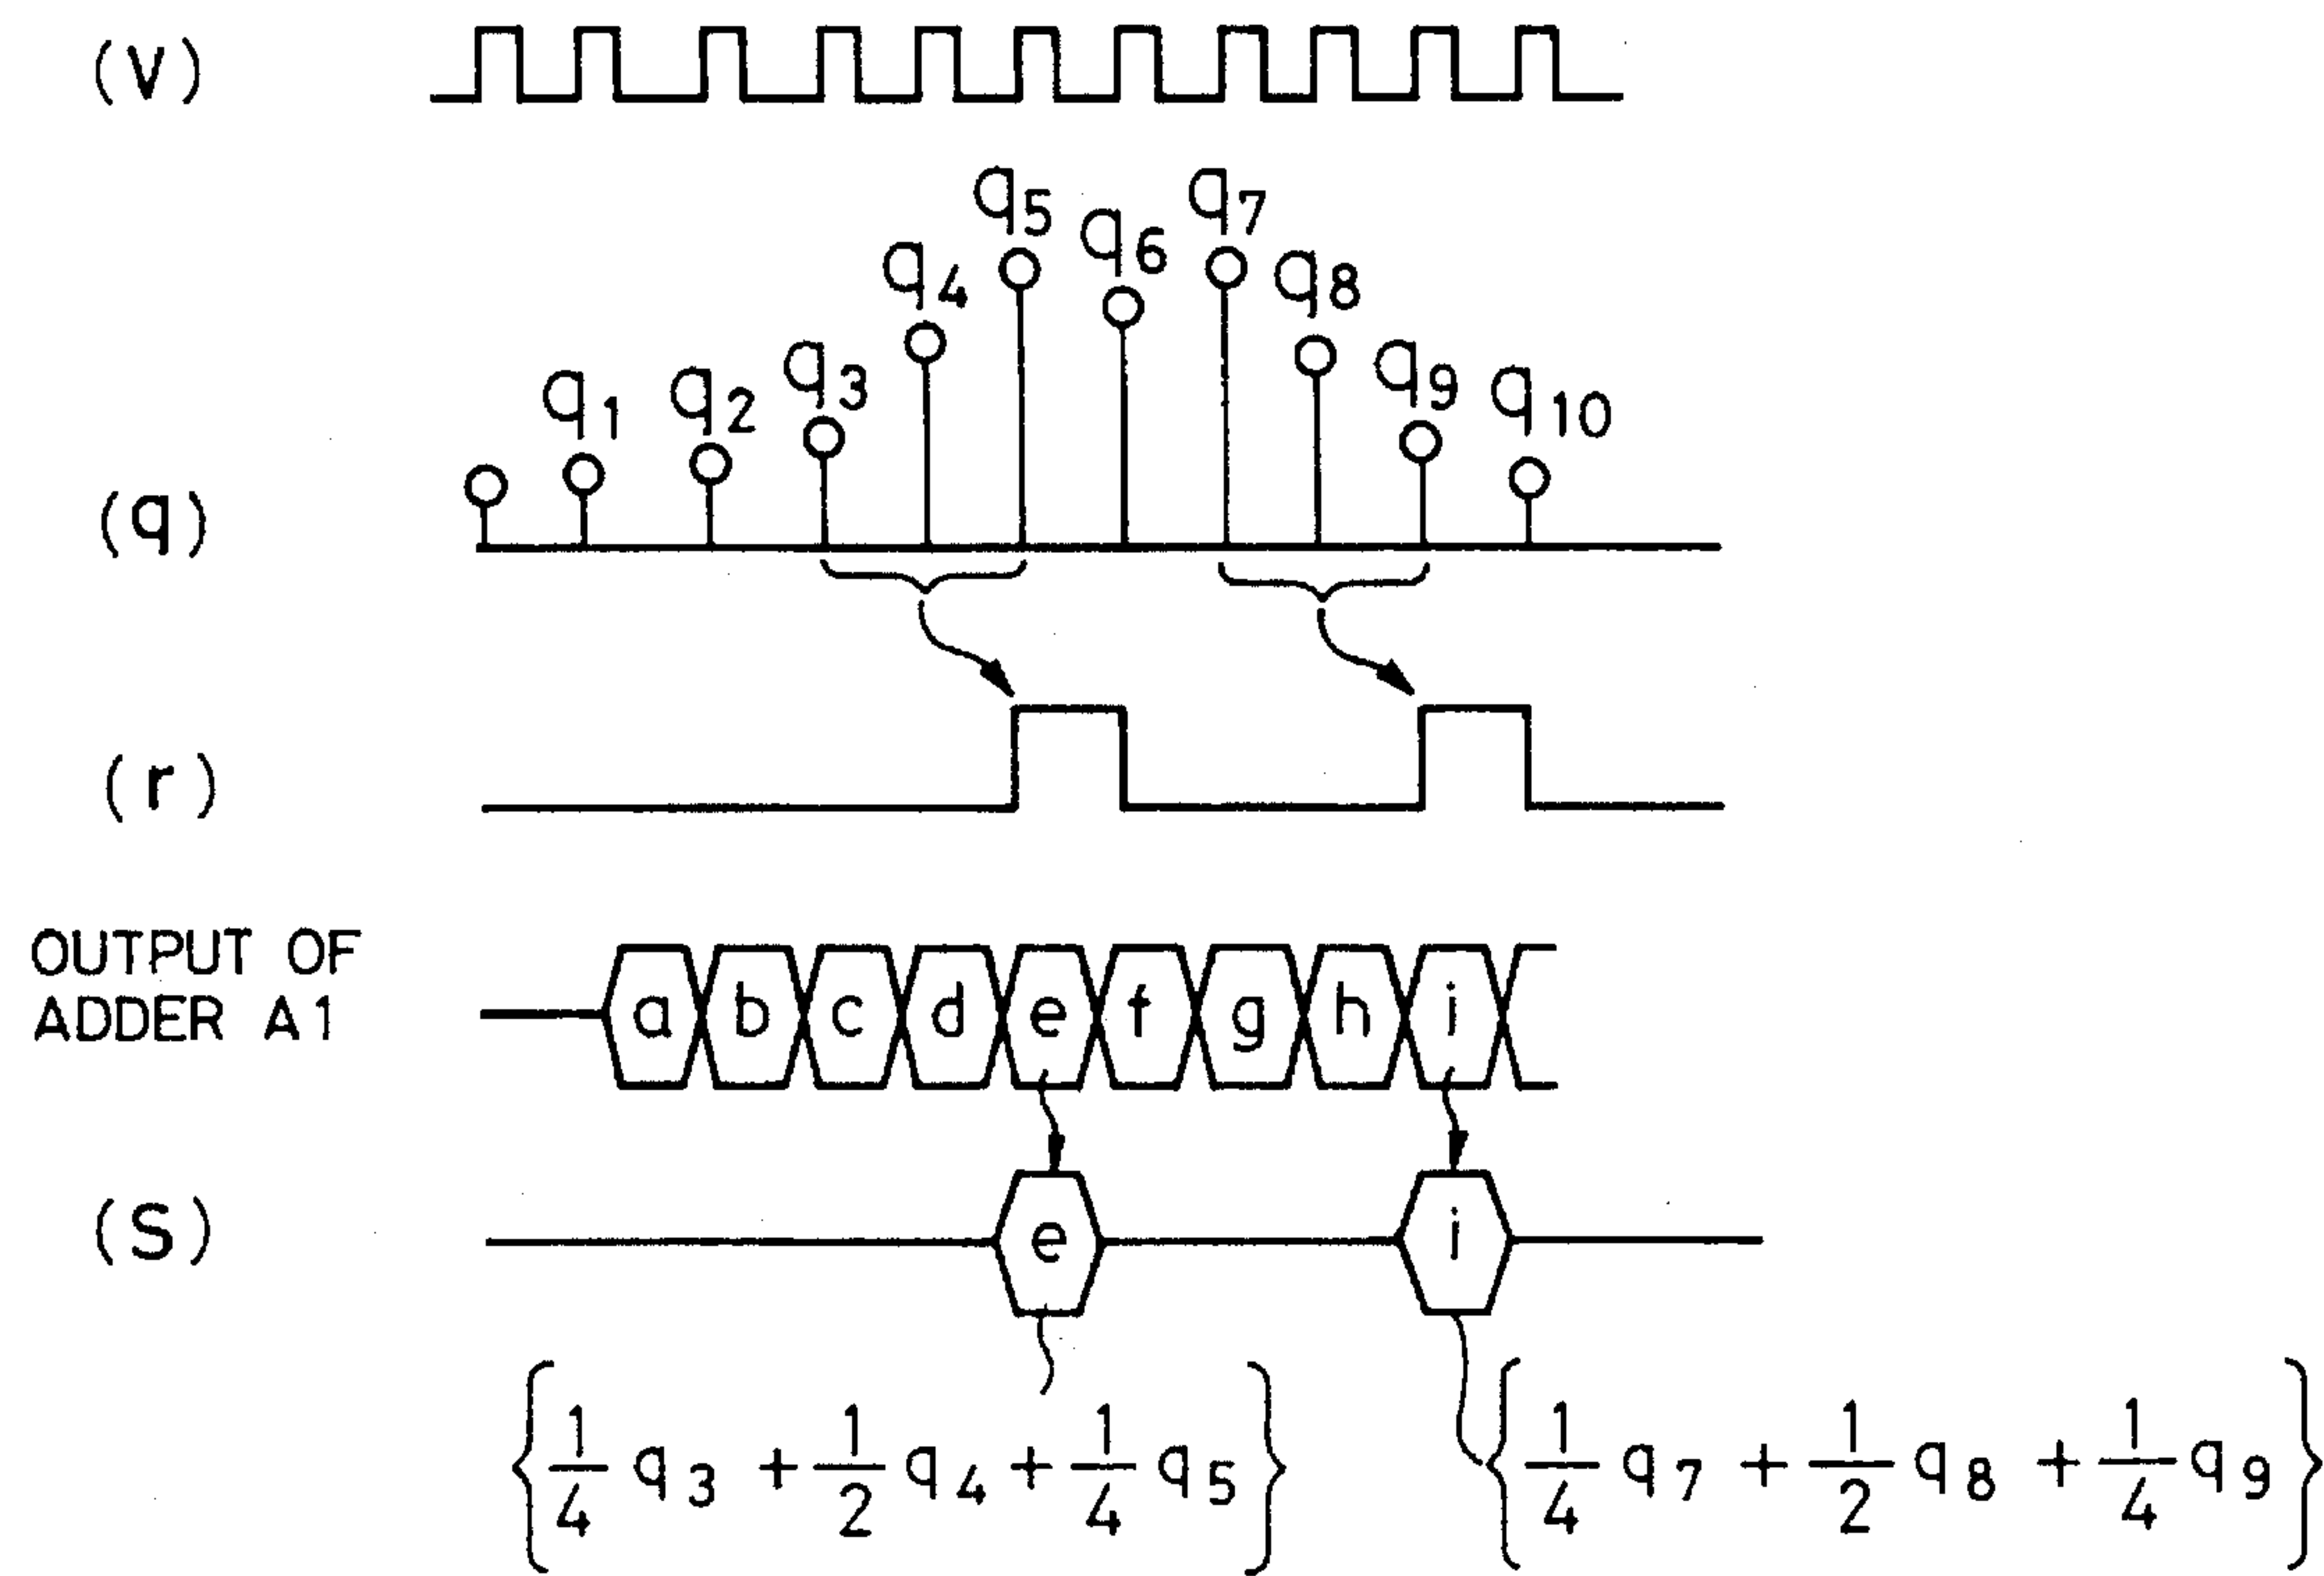 (V)
q5 q7
q6
q4 q8
q3 q9
q1 q2 q10
(q)
(r)
OUTPUT OF
ADDER A1
a b c d e f g h i
(S)
e i
{1/4 q3 + 1/2 q4 + 1/4 q5} {1/4 q7 + 1/2 q8 + 1/4 q9}